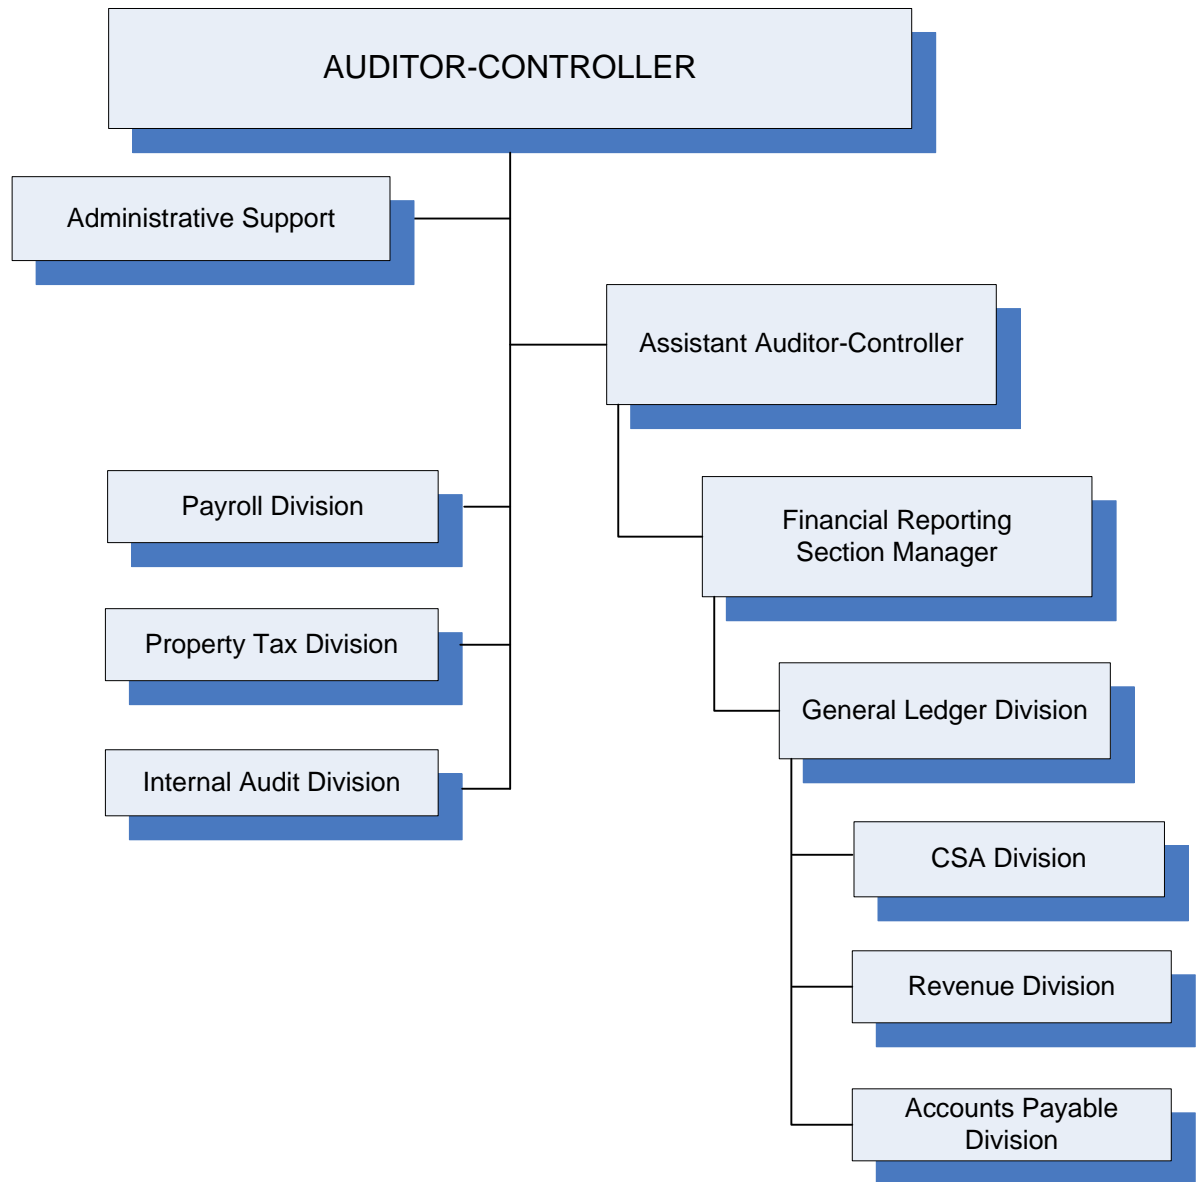 AUDITOR-CONTROLLER
Administrative Support
Assistant Auditor-Controller
Payroll Division
Financial Reporting
Section Manager
Property Tax Division
General Ledger Division
Internal Audit Division
CSA Division
Revenue Division
Accounts Payable
Division